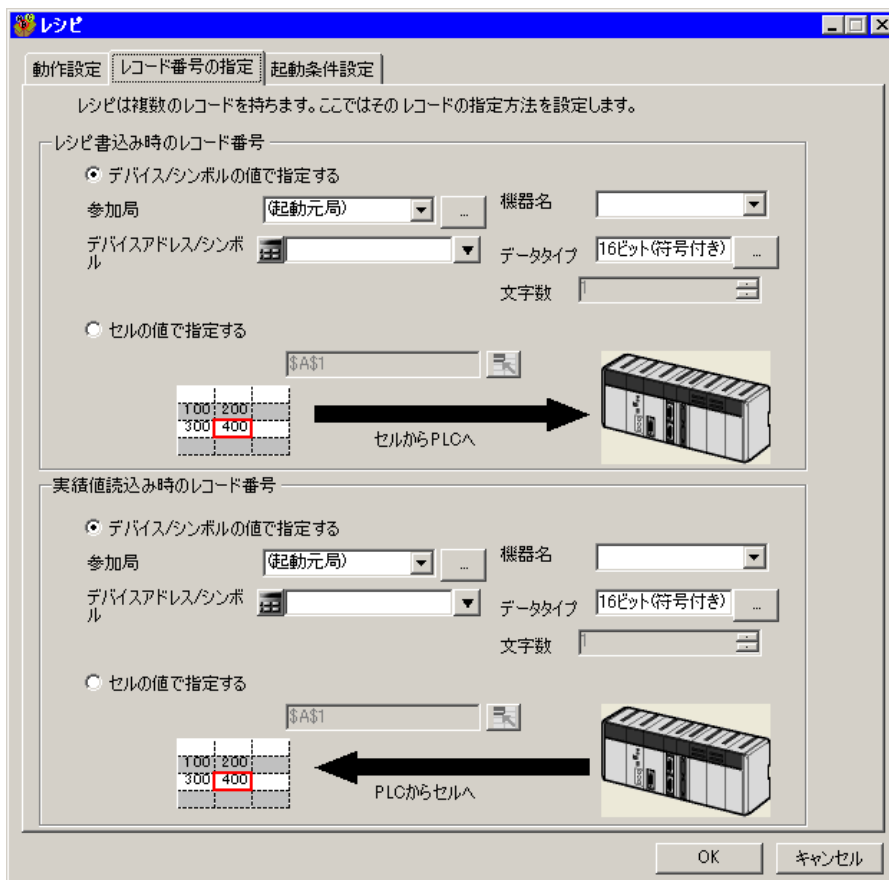 レシピ
動作設定 レコード番号の指定 起動条件設定
レシピは複数のレコードを持ちます。ここではそのレコードの指定方法を設定します。
レシピ書込み時のレコード番号
デバイス/シンボルの値で指定する
参加局 (起動元局) ... 機器名
デバイスアドレス/シンボ
ル
データタイプ 16ビット(符号付き) ...
文字数 1
セルの値で指定する
$A$1
100 200
300 400
セルからPLCへ
実績値読込み時のレコード番号
デバイス/シンボルの値で指定する
参加局 (起動元局) ... 機器名
デバイスアドレス/シンボ
ル
データタイプ 16ビット(符号付き) ...
文字数 1
セルの値で指定する
$A$1
100 200
300 400
PLCからセルへ
OK キャンセル